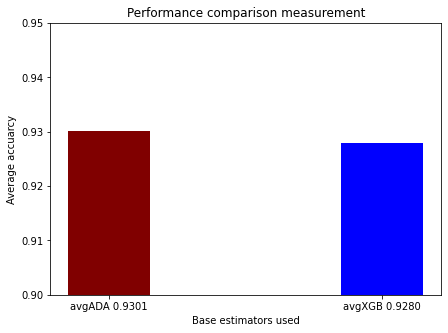 Performance comparison measurement
0.95
0.94
0.93
0.92
0.91
0.90
Average accuarcy
avgADA 0.9301
avgXGB 0.9280
Base estimators used